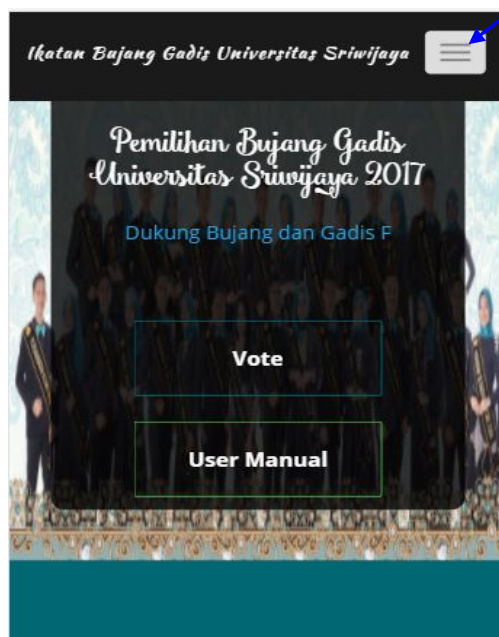 Ikatan Bujang Gadis Universitas Sriwijaya
Pemilihan Bujang Gadis
Universitas Sriwijaya 2017
Dukung Bujang dan Gadis F
Vote
User Manual